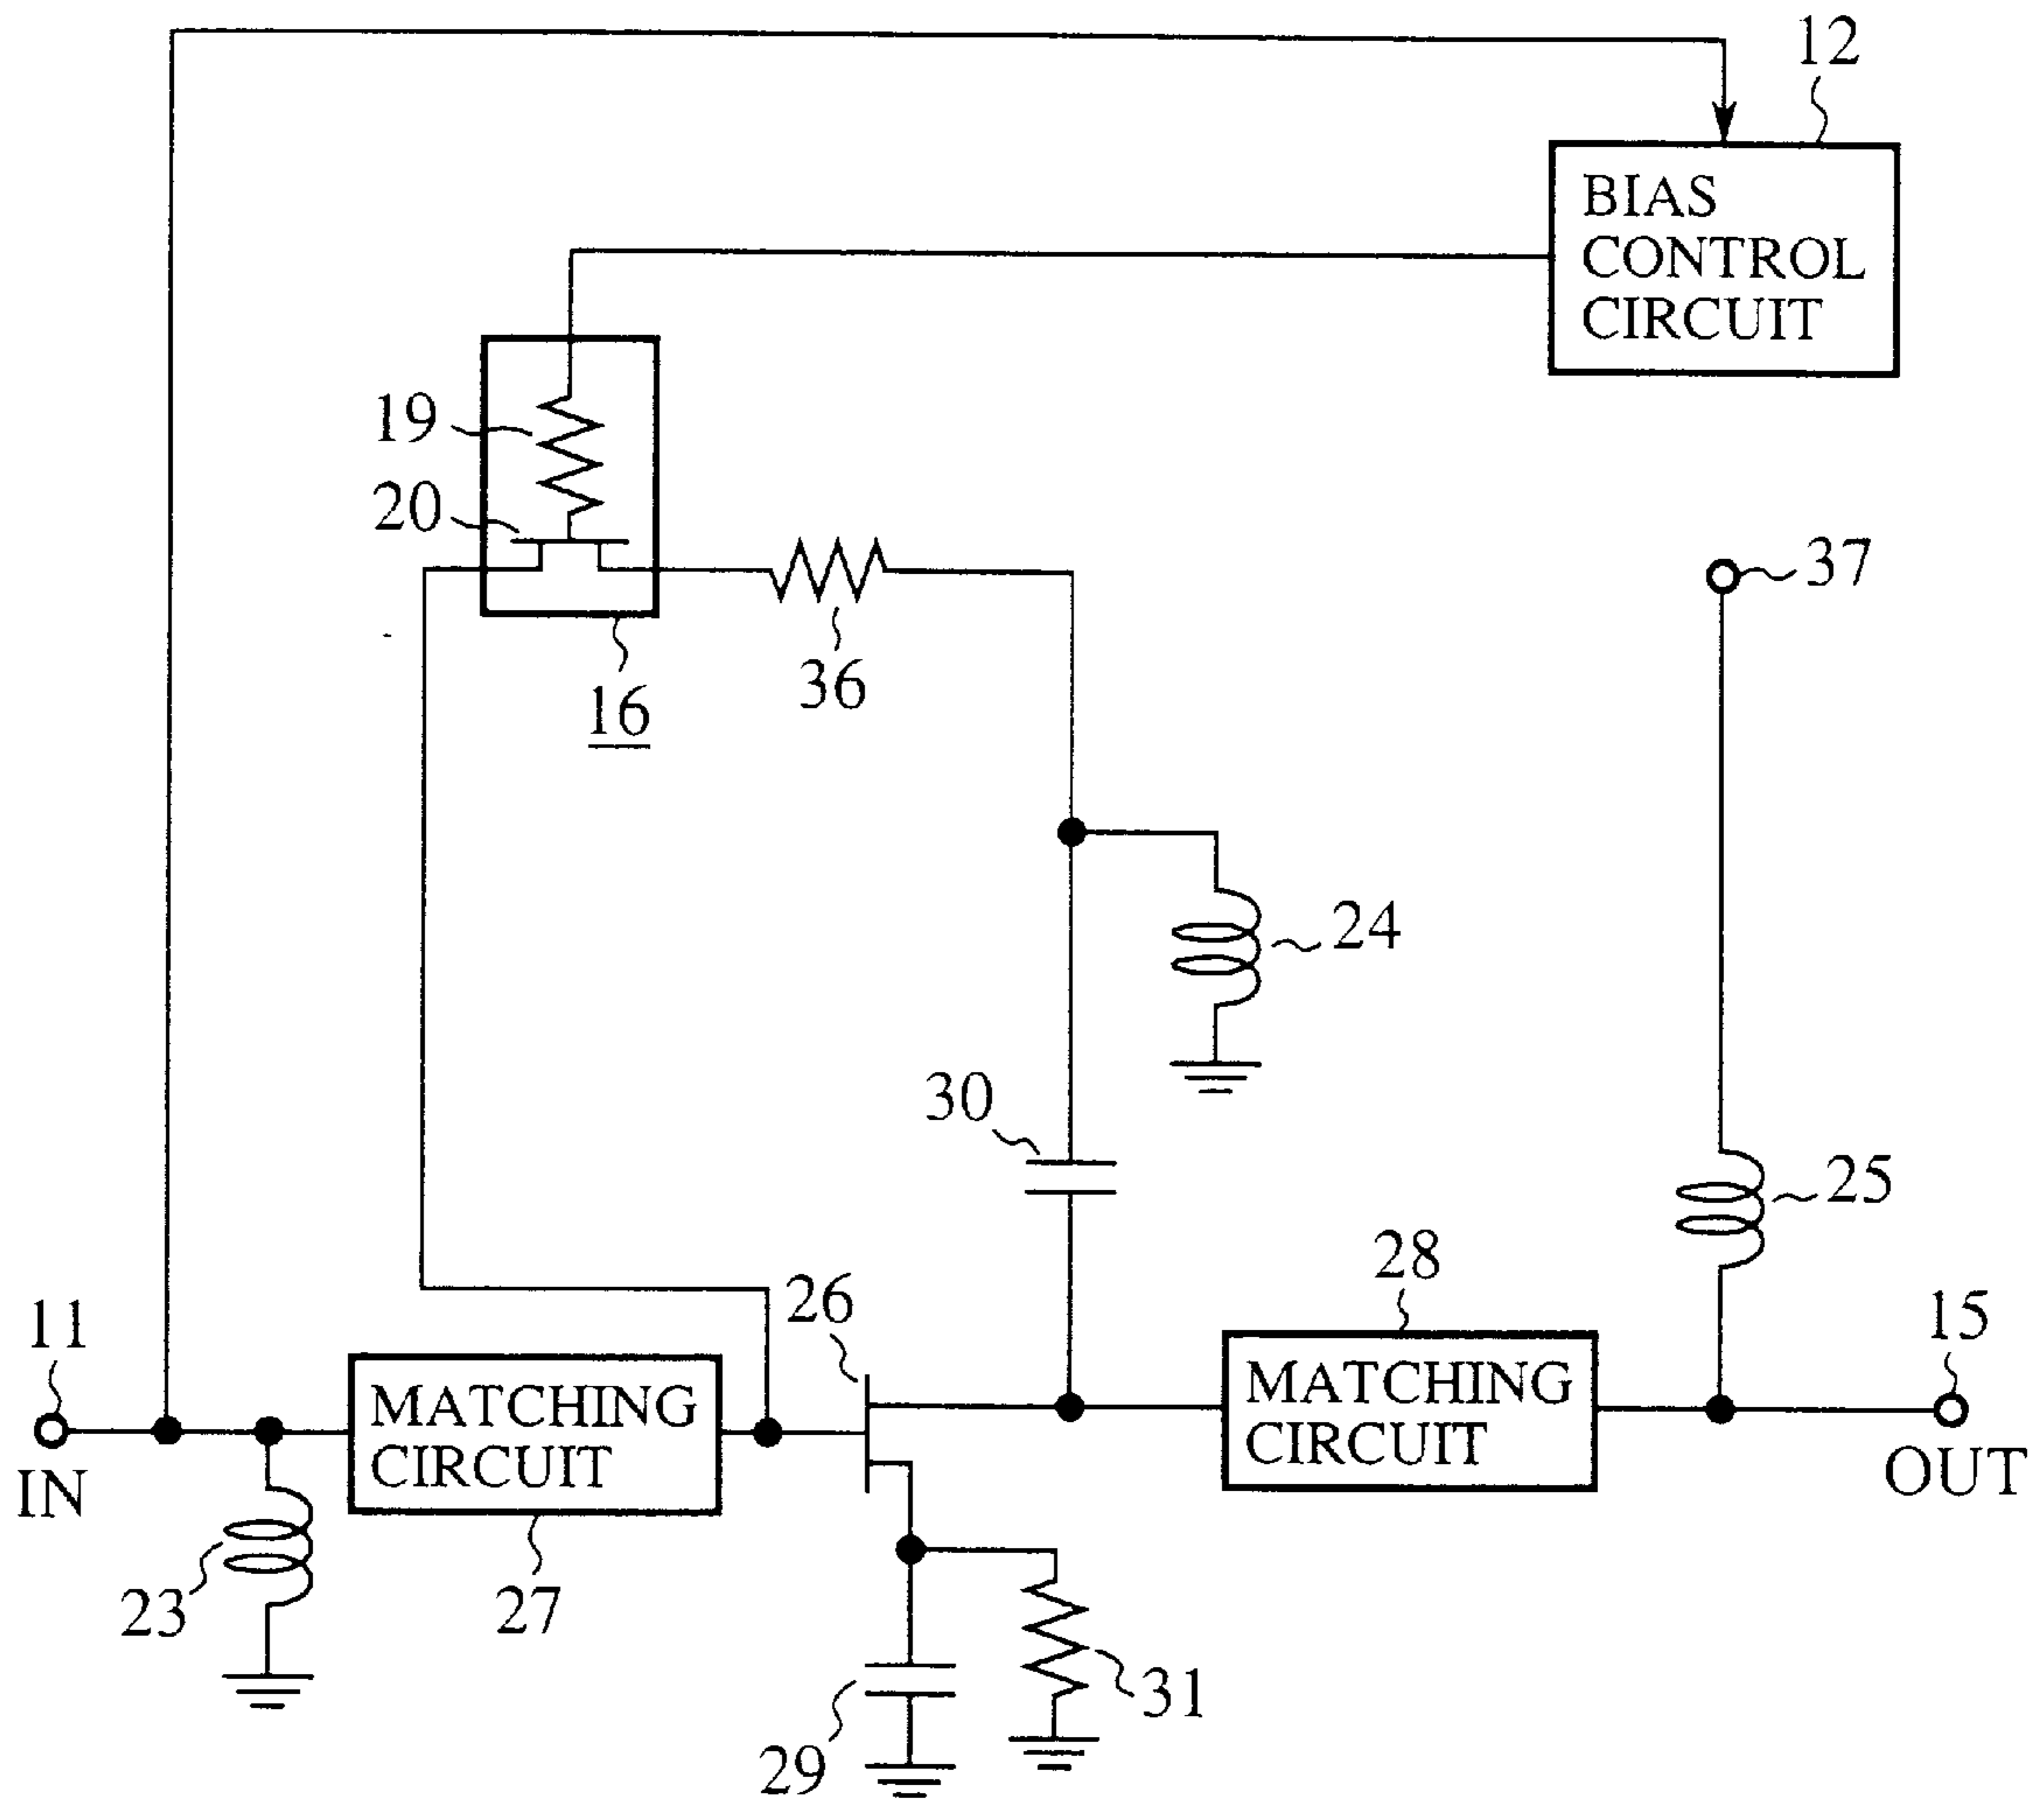 12
BIAS
CONTROL
CIRCUIT
19
20
37
36
16
24
30
25
28
26
15
11
MATCHING
CIRCUIT
MATCHING
CIRCUIT
IN
OUT
23
27
31
29